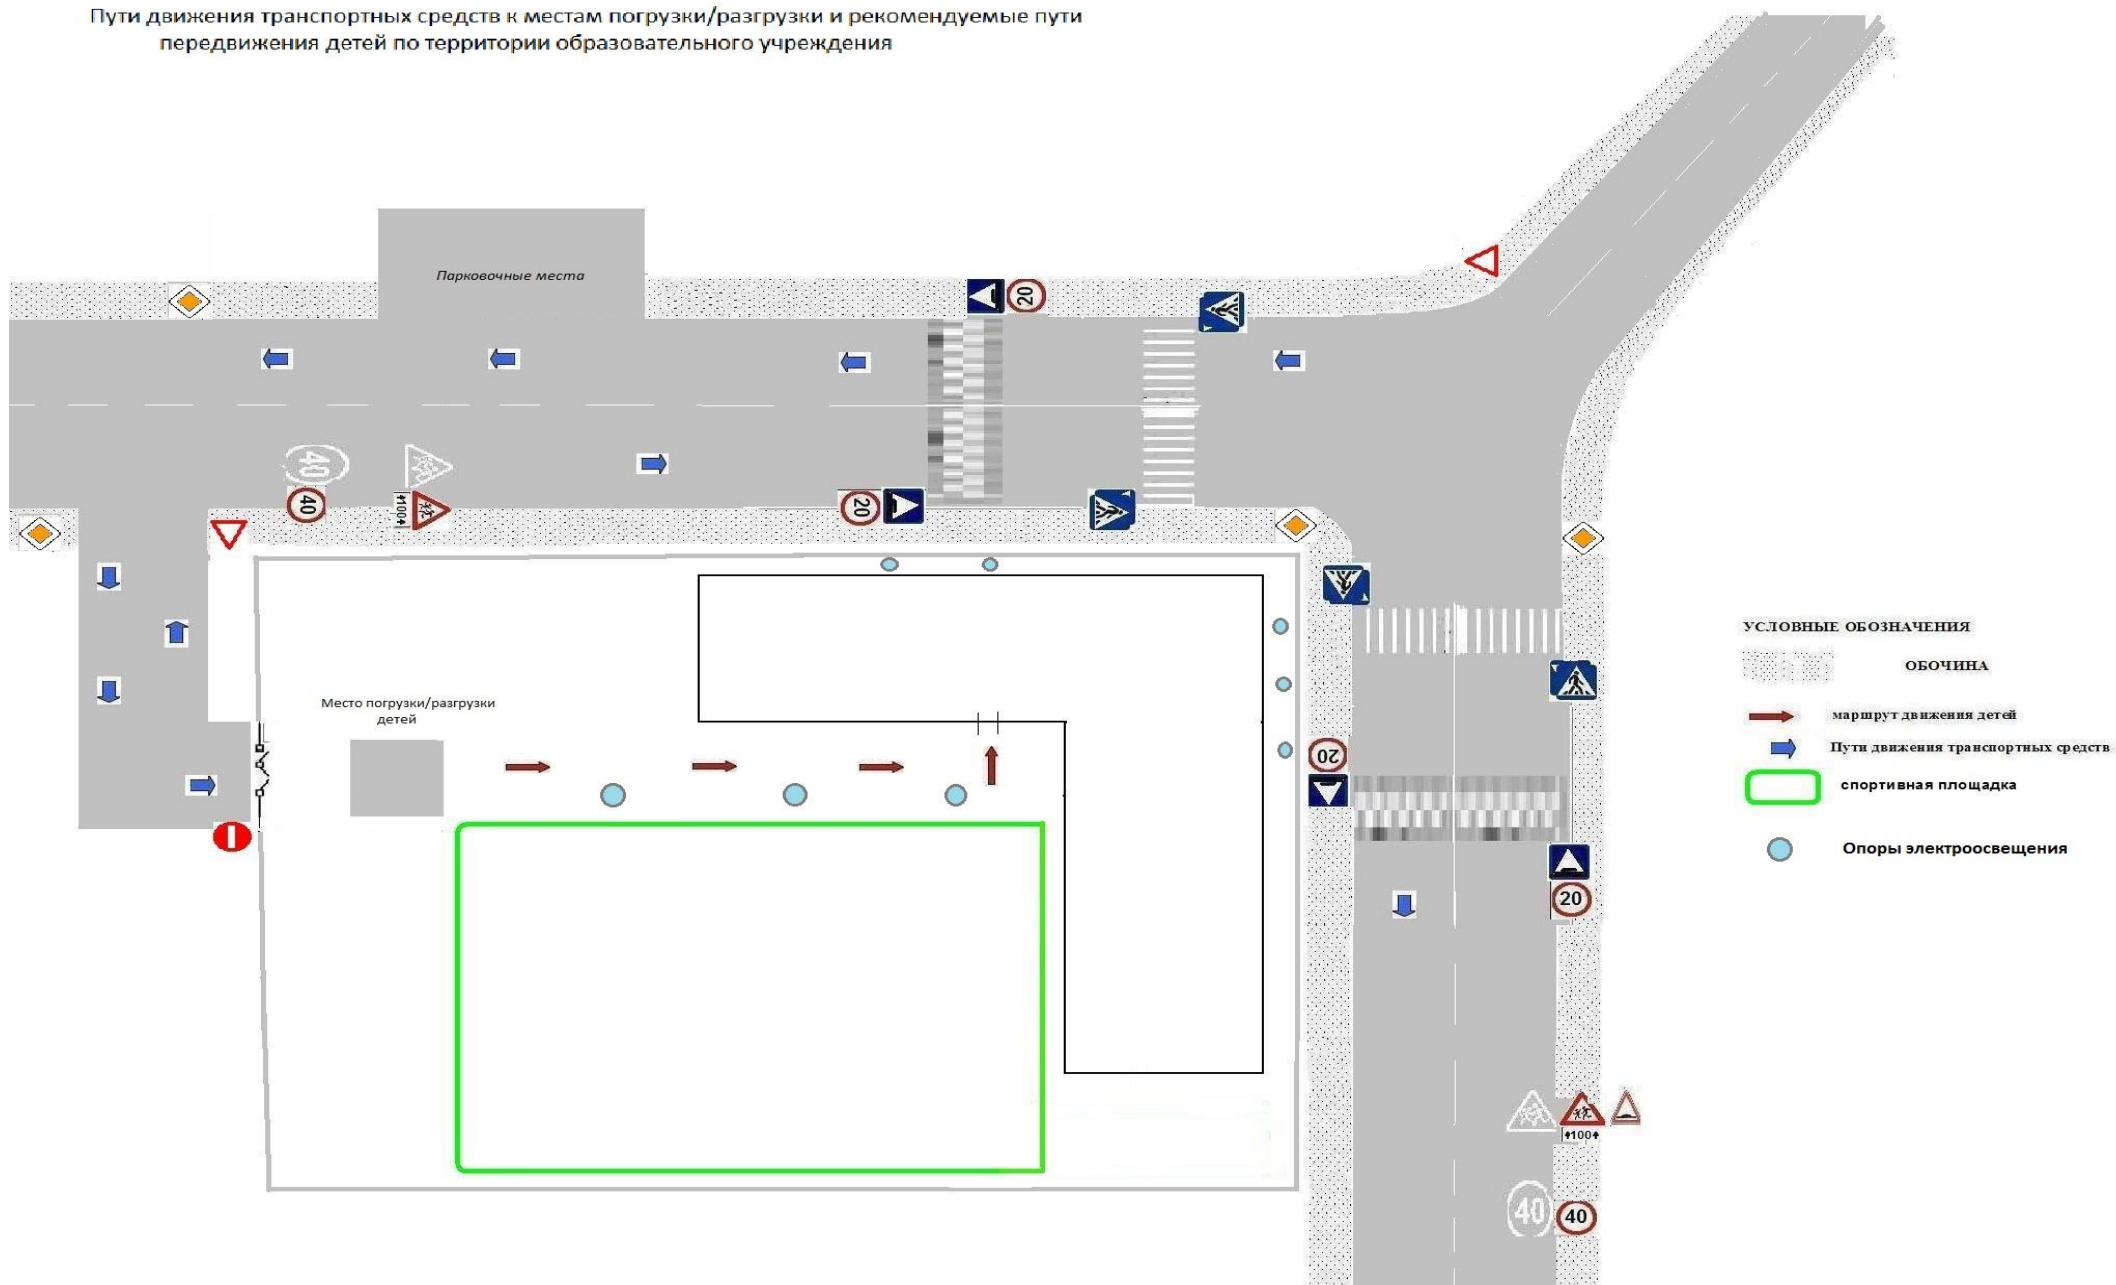 Пути движения транспортных средств к местам погрузки/разгрузки и рекомендуемые пути
передвижения детей по территории образовательного учреждения
Парковочные места
20
40
40
100
20
УСЛОВНЫЕ ОБОЗНАЧЕНИЯ
ОБОЧИНА
Место погрузки/разгрузки
детей
маршрут движения детей
20
Пути движения транспортных средств
спортивная площадка
Опоры электроосвещения
20
100
40
40